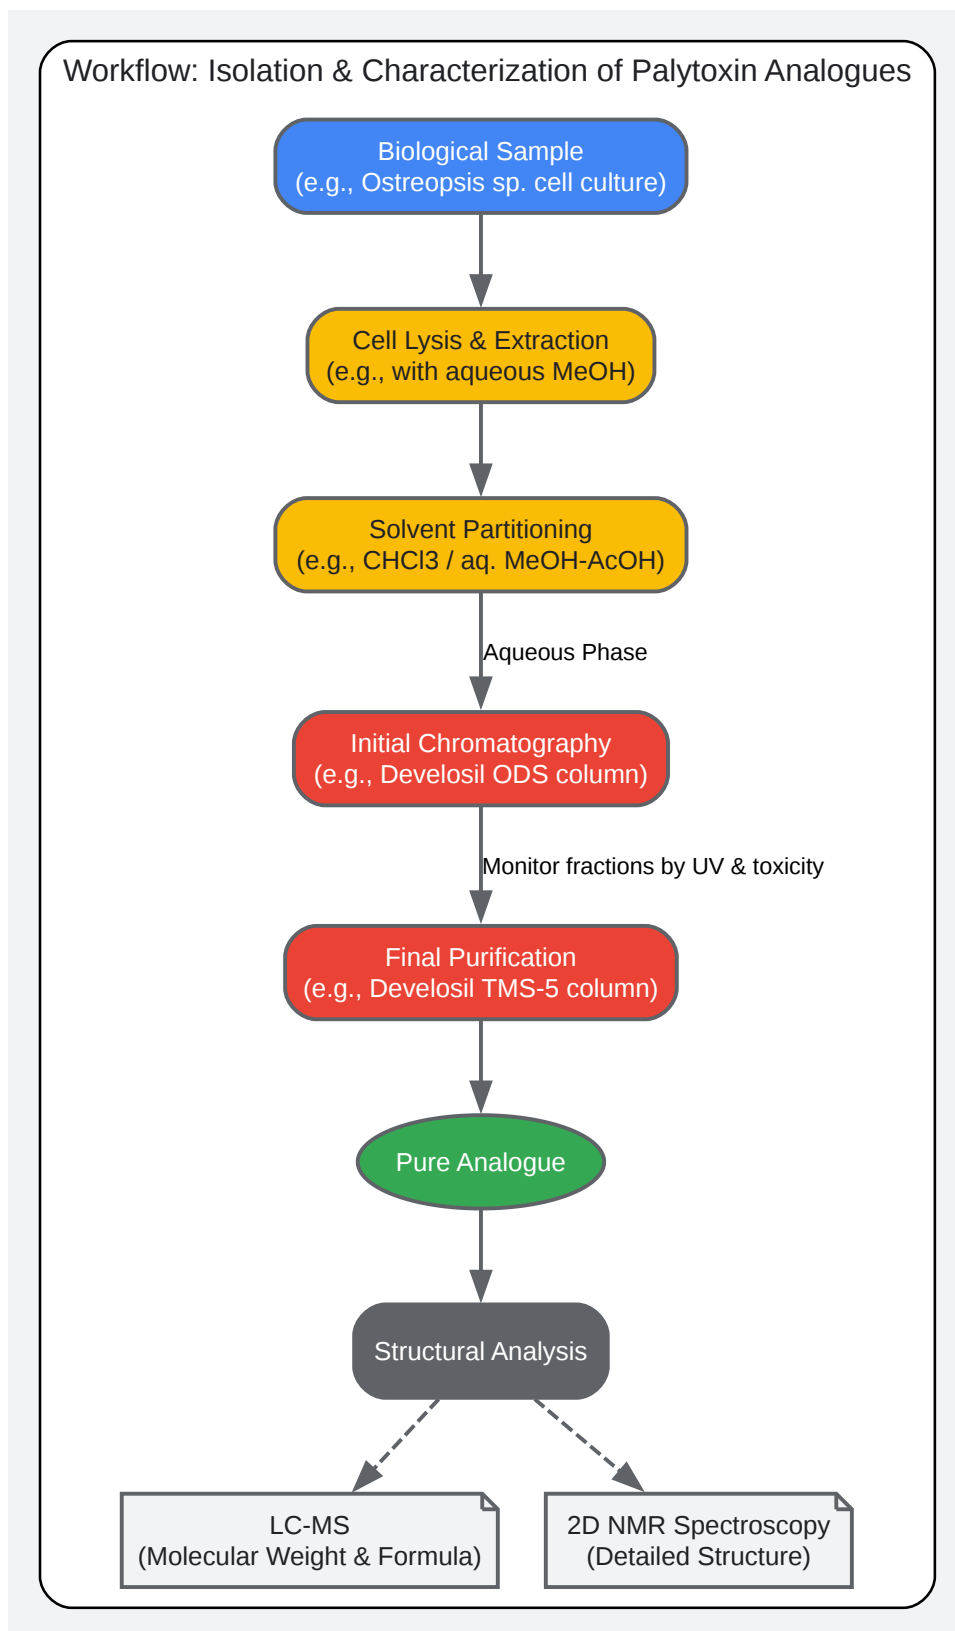 Workflow: Isolation & Characterization of Palytoxin Analogues
Biological Sample
(e.g., Ostreopsis sp. cell culture)
Cell Lysis & Extraction
(e.g., with aqueous MeOH)
Solvent Partitioning
(e.g., CHCl3 / aq. MeOH-AcOH)
Aqueous Phase
Initial Chromatography
(e.g., Develosil ODS column)
Monitor fractions by UV & toxicity
Final Purification
(e.g., Develosil TMS-5 column)
Pure Analogue
Structural Analysis
LC-MS
(Molecular Weight & Formula)
2D NMR Spectroscopy
(Detailed Structure)